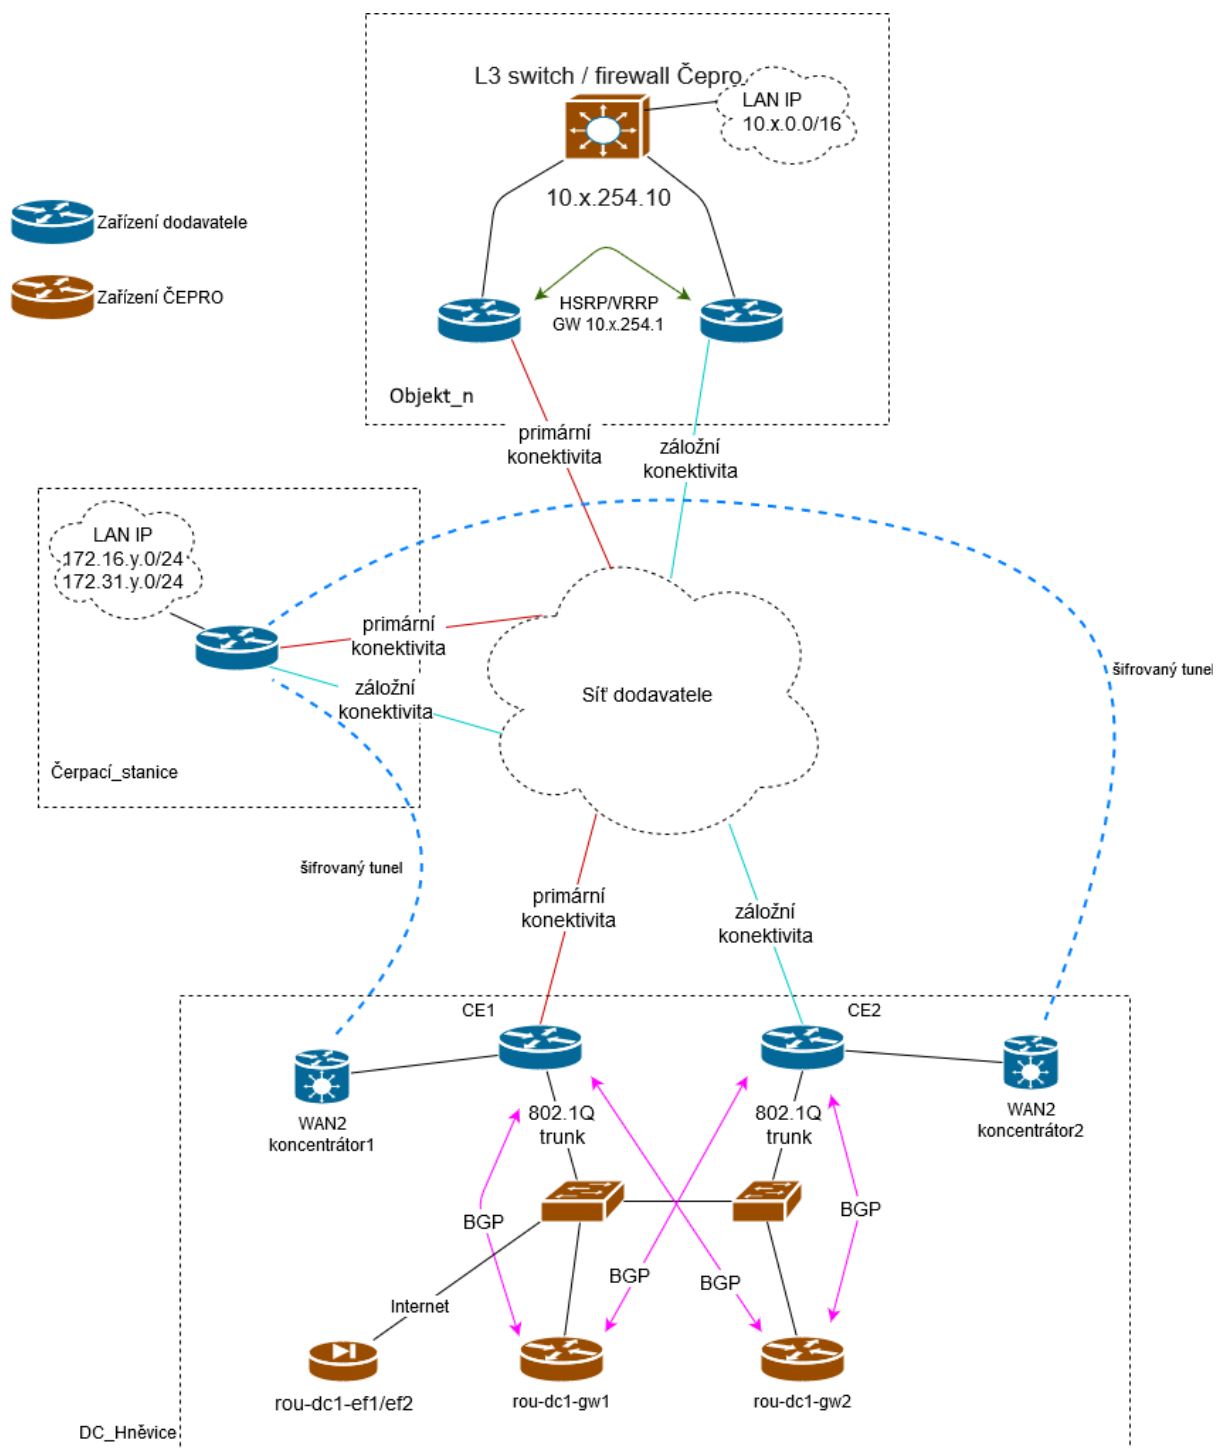 L3 switch / firewall Čepro
LAN IP
10.x.0.0/16
10.x.254.10
Zařízení dodavatele
Zařízení ČEPRO
HSRP/VRRP
GW 10.x.254.1
Objekt_n
primární
konektivita
záložní
konektivita
LAN IP
172.16.y.0/24
172.31.y.0/24
primární
konektivita
záložní
konektivita
Čerpací_stanice
Síť dodavatele
šifrovaný tunel
šifrovaný tunel
primární
konektivita
záložní
konektivita
CE1
CE2
WAN2
koncentrátor1
802.1Q
trunk
802.1Q
trunk
WAN2
koncentrátor2
BGP
BGP
BGP
BGP
Internet
rou-dc1-ef1/ef2
rou-dc1-gw1
rou-dc1-gw2
DC_Hněvice